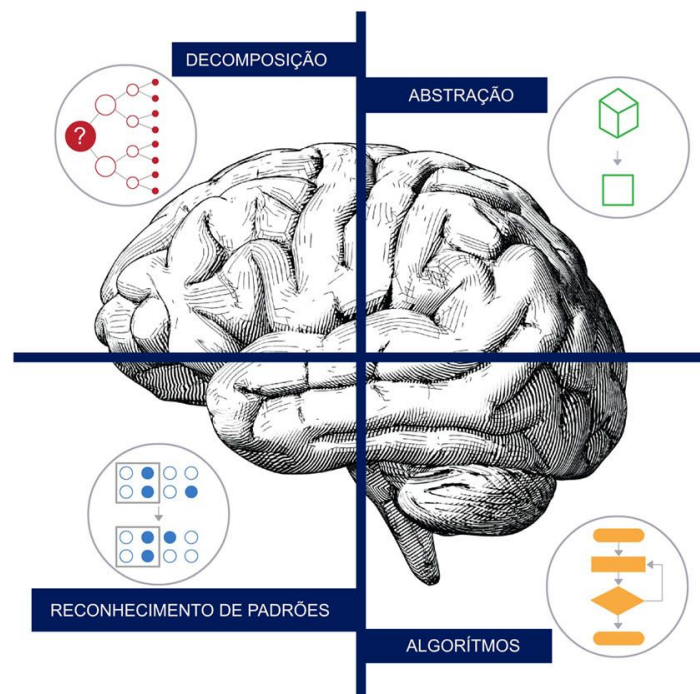 DECOMPOSIÇÃO
ABSTRAÇÃO
?
RECONHECIMENTO DE PADRÕES
ALGORÍTMOS